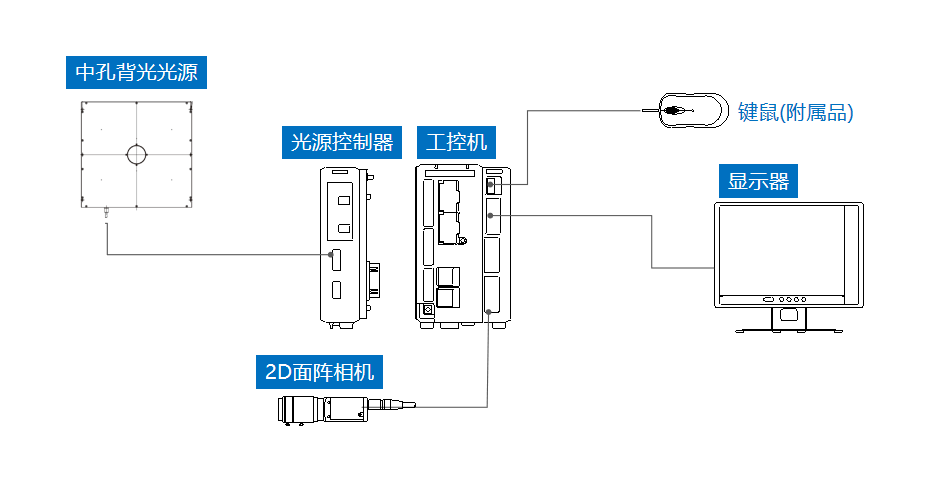 中孔背光光源
键鼠(附属品)
光源控制器
工控机
显示器
2D面阵相机